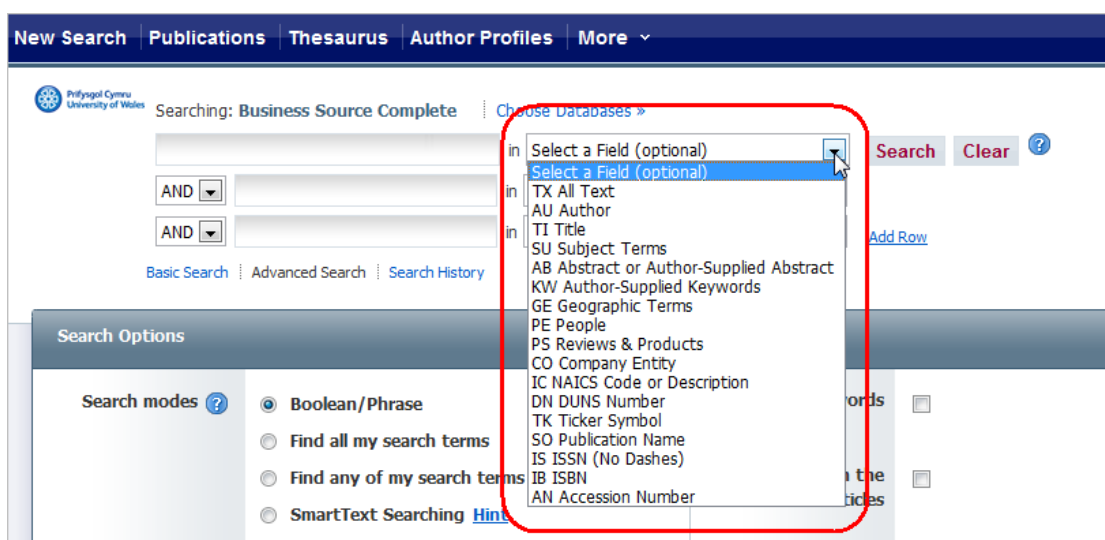 New Search Publications Thesaurus Author Profiles More
Prifysgol Cymru
University of Wales
Searching: Business Source Complete Choose Databases »
in Select a Field (optional) Search Clear ?
Select a Field (optional)
AND in
TX All Text
AU Author
TI Title
AND in Add Row
SU Subject Terms
Basic Search Advanced Search Search History
AB Abstract or Author-Supplied Abstract
KW Author-Supplied Keywords
GE Geographic Terms
PE People
PS Reviews & Products
CO Company Entity
IC NAICS Code or Description
DN DUNS Number
TK Ticker Symbol
SO Publication Name
IS ISSN (No Dashes)
IB ISBN
AN Accession Number
Search Options
Search modes ?
Boolean/Phrase
Find all my search terms
Find any of my search terms
SmartText Searching Hint
the